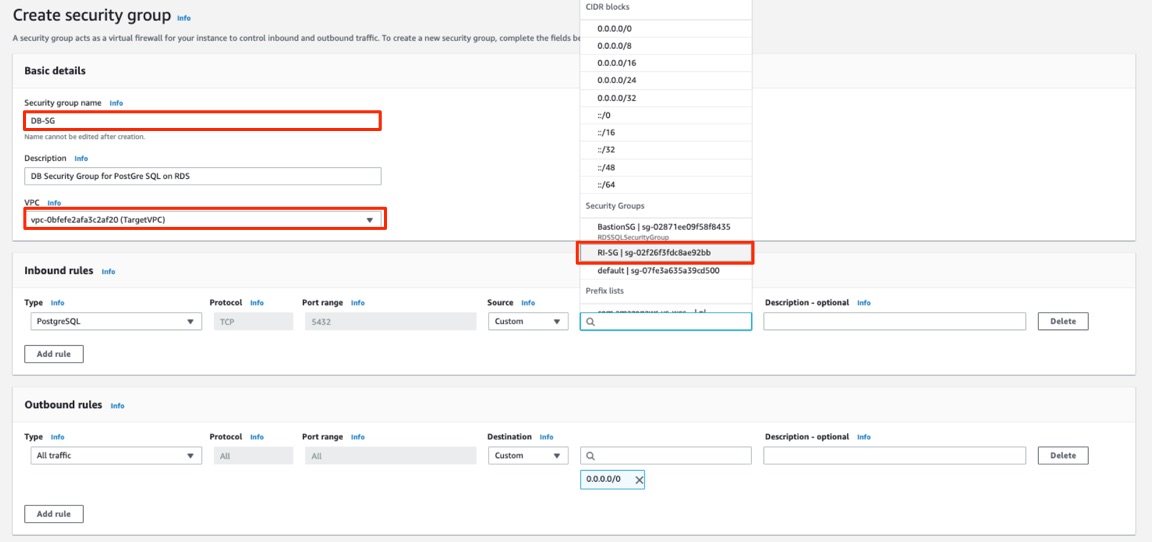 Create security group Info
A security group acts as a virtual firewall for your instance to control inbound and outbound traffic. To create a new security group, complete the fields be
Basic details
Security group name Info
DB-SG
Name cannot be edited after creation.
Description Info
DB Security Group for PostGre SQL on RDS
VPC Info
vpc-0bfefe2afa3c2af20 (TargetVPC)
CIDR blocks
0.0.0.0/0
0.0.0.0/8
0.0.0.0/16
0.0.0.0/24
0.0.0.0/32
::/0
::/16
::/32
::/48
::/64
Security Groups
BastionSG | sg-02871ee09f58f8435
RDSSQLSecurityGroup
RI-SG | sg-02f26f3fdc8ae92bb
default | sg-07fe3a635a39cd500
Prefix lists
Inbound rules Info
Type Info Protocol Info Port range Info Source Info Description - optional Info
PostgreSQL TCP 5432 Custom Delete
Add rule
Outbound rules Info
Type Info Protocol Info Port range Info Destination Info Description - optional Info
All traffic All All Custom Delete
0.0.0.0/0
Add rule